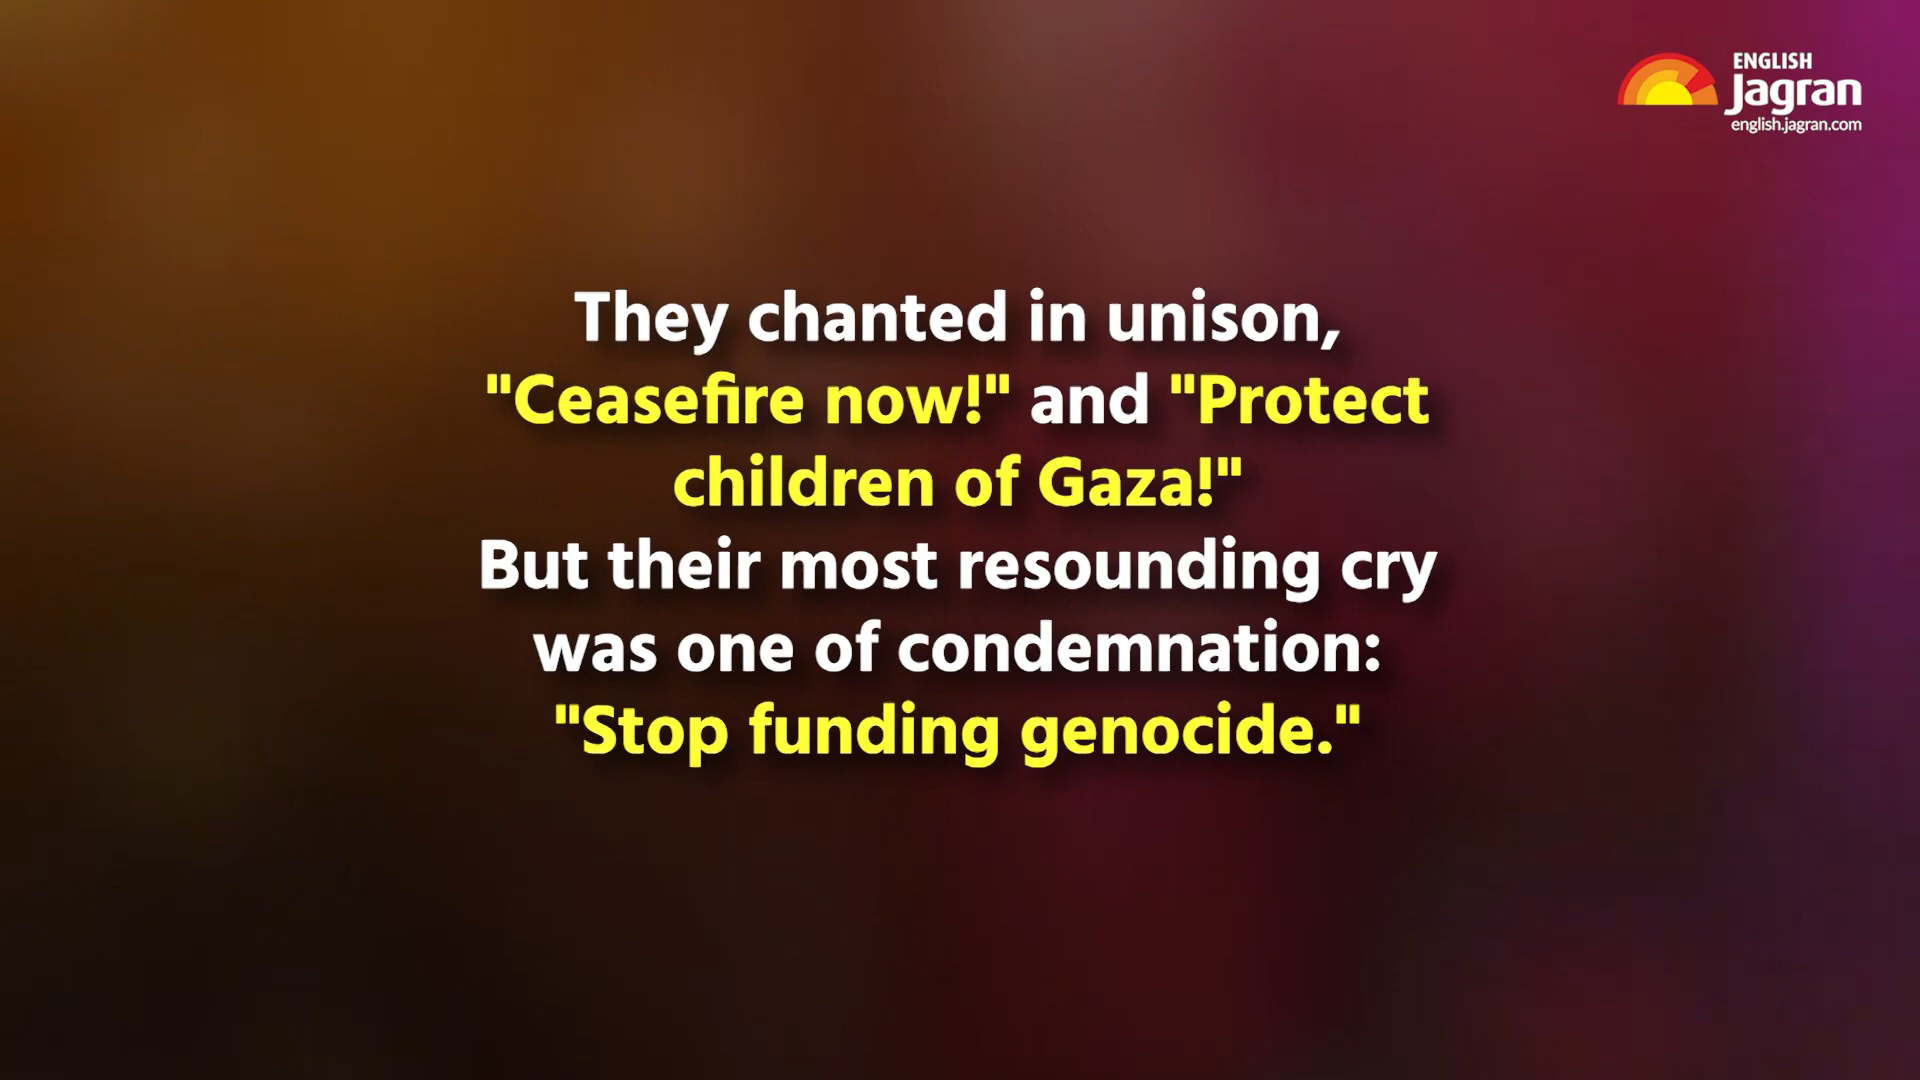 ENGLISH
Jagran
english.jagran.com
They chanted in unison,
"Ceasefire now!" and "Protect
children of Gaza!"
But their most resounding cry
was one of condemnation:
"Stop funding genocide."